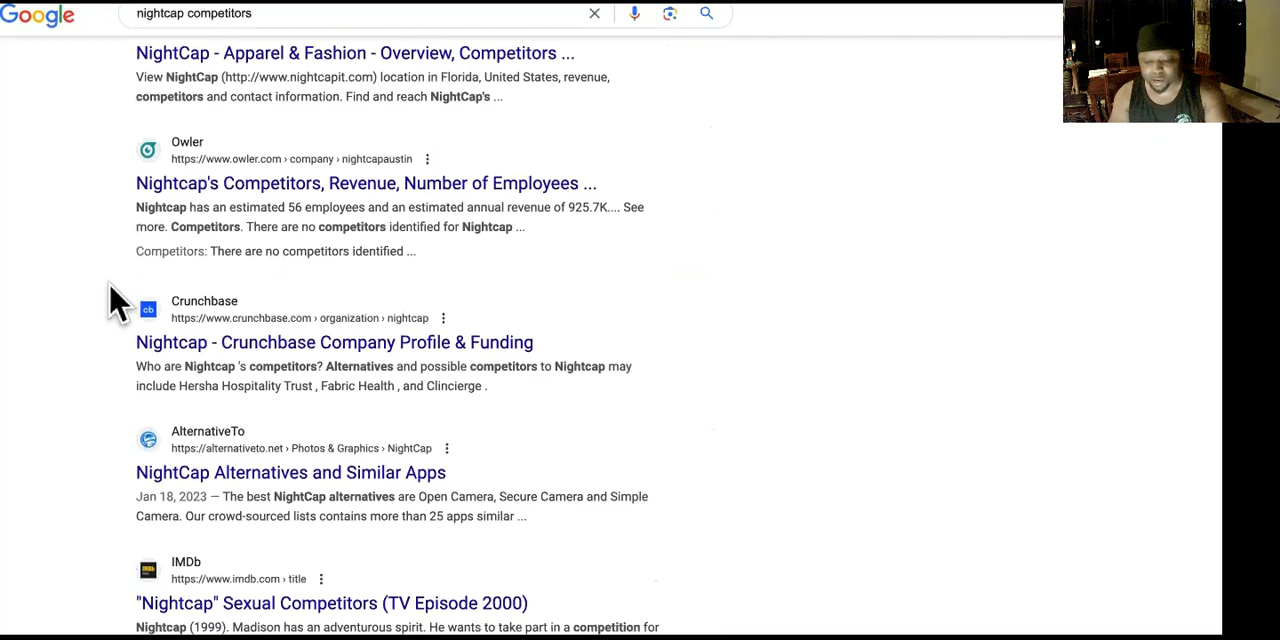 Google
nightcap competitors
NightCap - Apparel & Fashion - Overview, Competitors ...
View NightCap (http://www.nightcapit.com) location in Florida, United States, revenue,
competitors and contact information. Find and reach NightCap's ...
Owler
https://www.owler.com › company › nightcapaustin
Nightcap's Competitors, Revenue, Number of Employees ...
Nightcap has an estimated 56 employees and an estimated annual revenue of 925.7K.... See
more. Competitors. There are no competitors identified for Nightcap ...
Competitors: There are no competitors identified ...
cb
Crunchbase
https://www.crunchbase.com › organization › nightcap
Nightcap - Crunchbase Company Profile & Funding
Who are Nightcap 's competitors? Alternatives and possible competitors to Nightcap may
include Hersha Hospitality Trust , Fabric Health , and Clincierge .
AlternativeTo
https://alternativeto.net › Photos & Graphics › NightCap
NightCap Alternatives and Similar Apps
Jan 18, 2023 — The best NightCap alternatives are Open Camera, Secure Camera and Simple
Camera. Our crowd-sourced lists contains more than 25 apps similar ...
IMDb
https://www.imdb.com › title
"Nightcap" Sexual Competitors (TV Episode 2000)
Nightcap (1999). Madison has an adventurous spirit. He wants to take part in a competition for